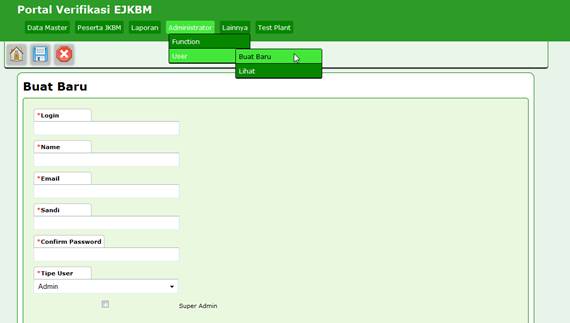 Portal Verifikasi EJKBM
Data Master Peserta JKBM Laporan Administrator Lainnya Test Plant
Function
User Buat Baru
Lihat
Buat Baru
*Login
*Name
*Email
*Sandi
*Confirm Password
*Tipe User
Admin
Super Admin